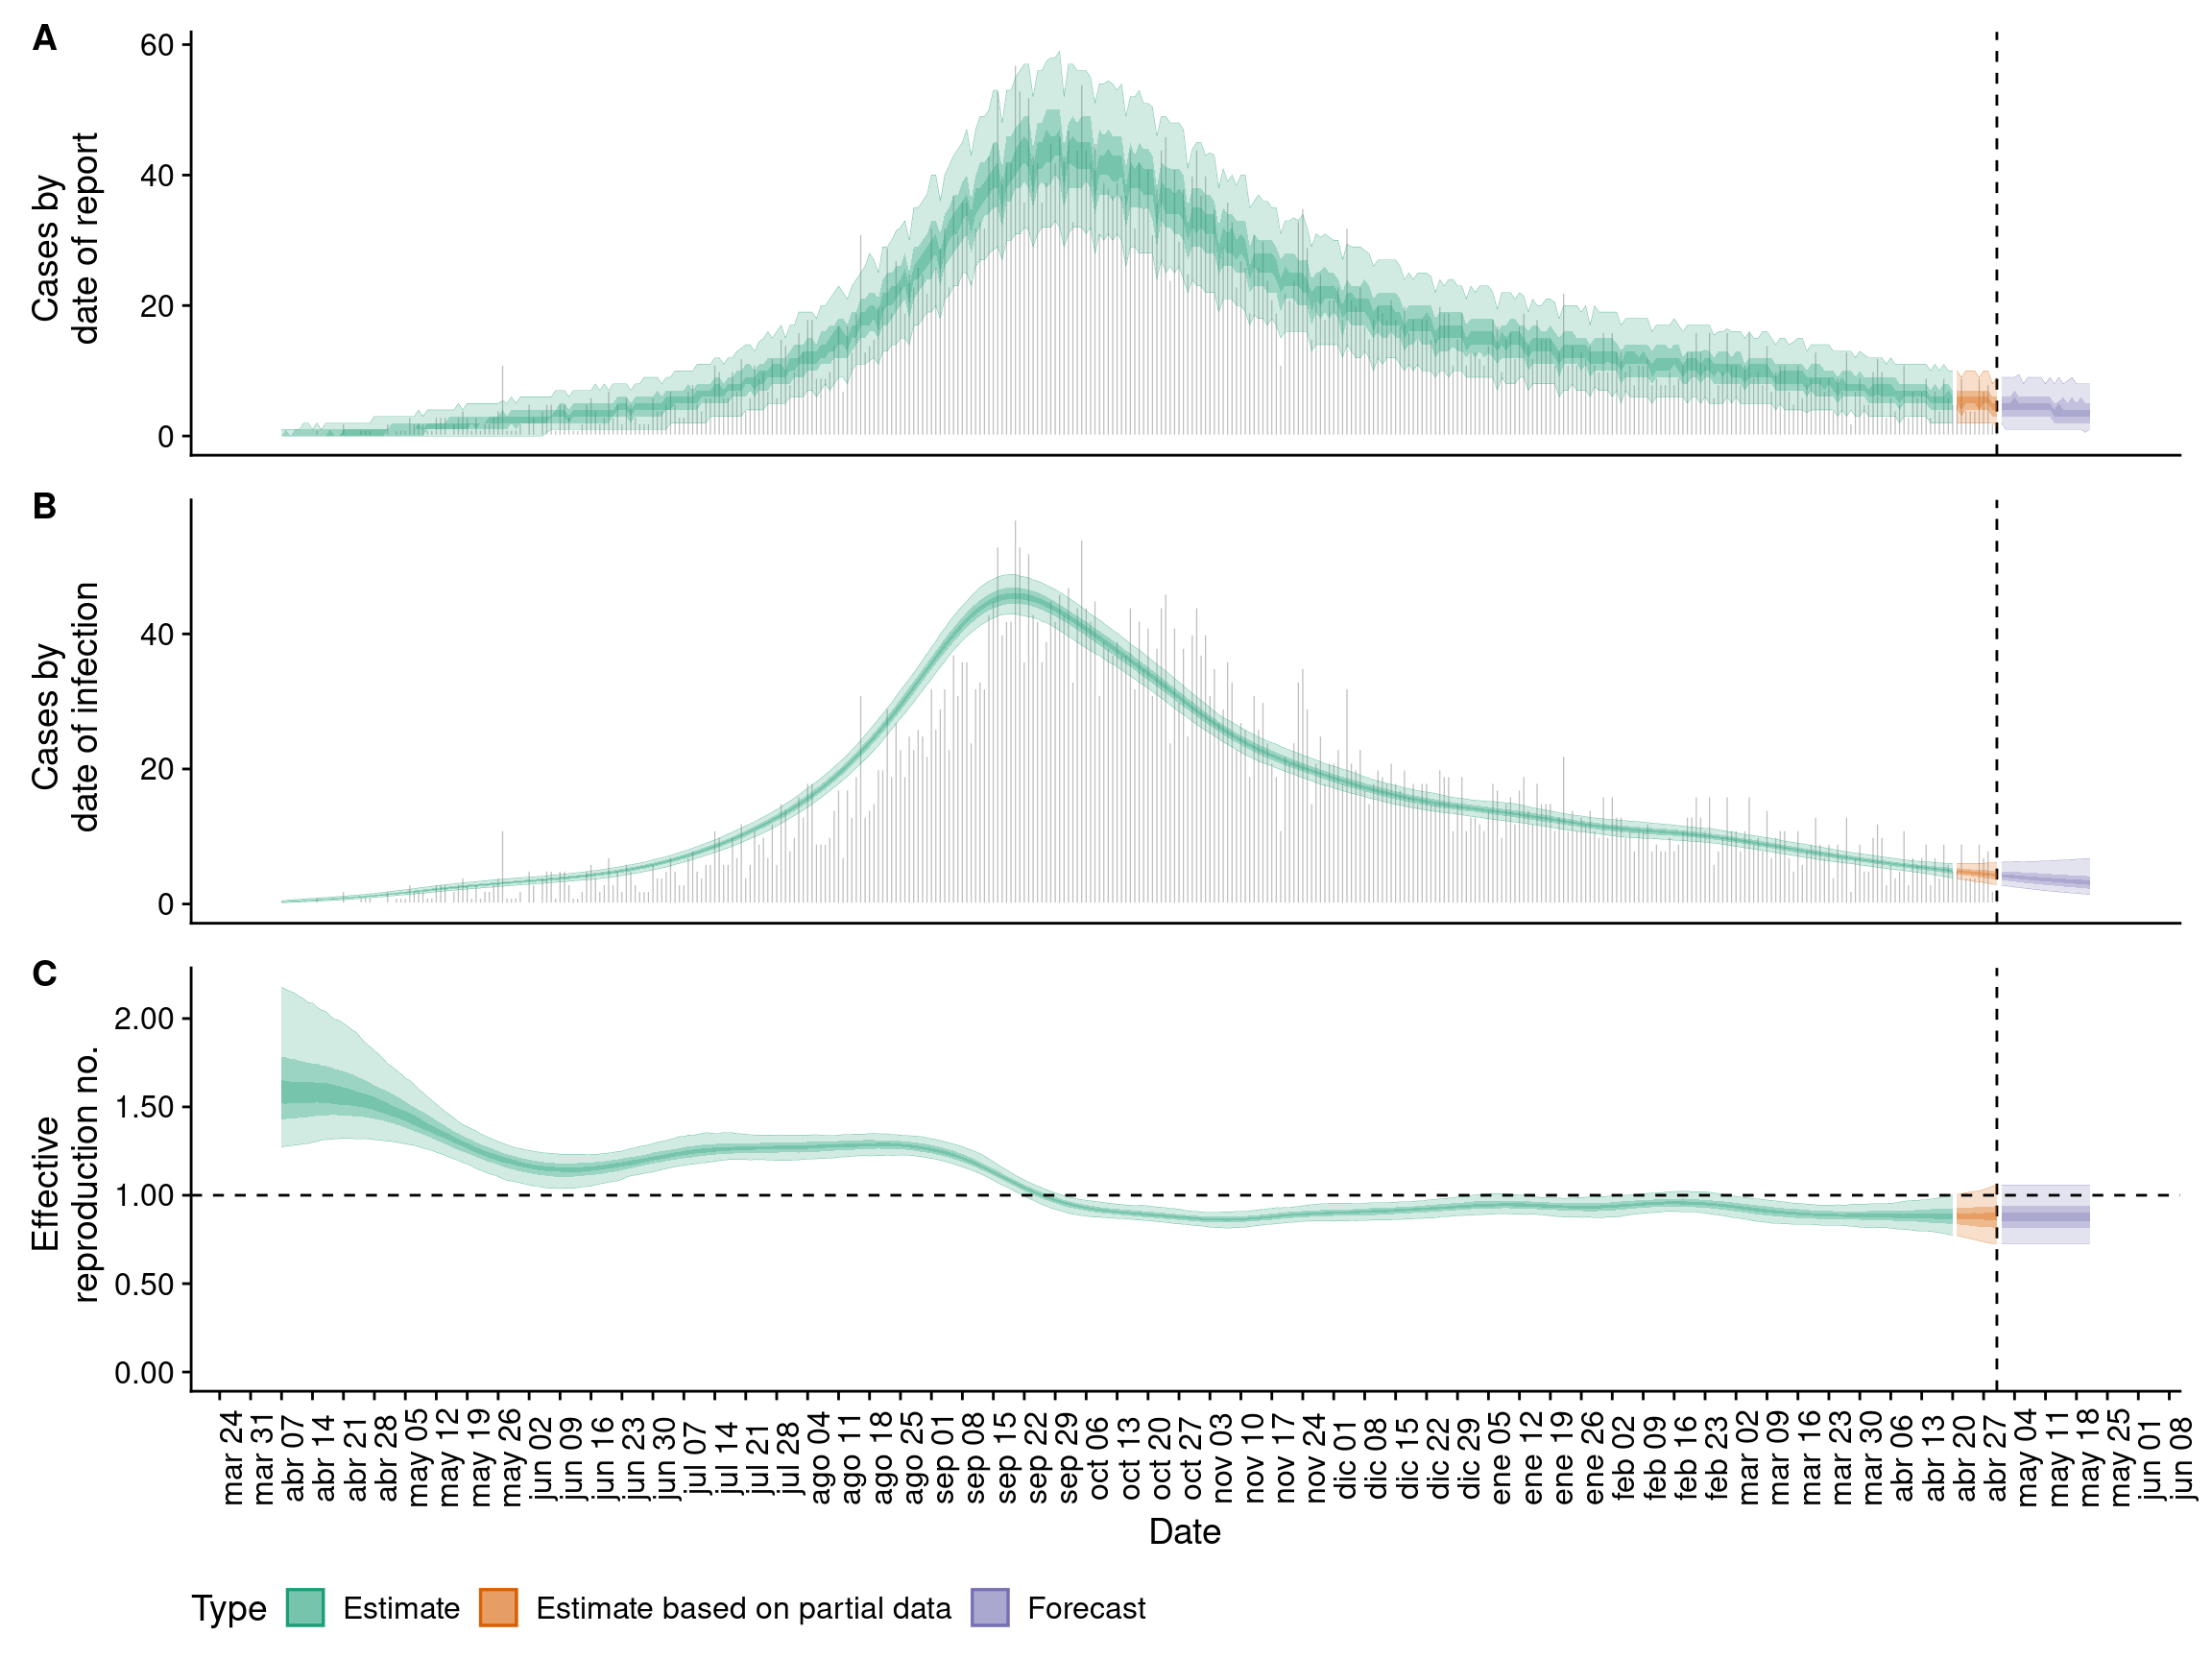 A
60
40
20
0
Cases by
date of report
B
40
20
0
Cases by
date of infection
C
2.00
1.50
1.00
0.50
0.00
Effective
reproduction no.
mar 24
mar 31
abr 07
abr 14
abr 21
abr 28
may 05
may 12
may 19
may 26
jun 02
jun 09
jun 16
jun 23
jun 30
jul 07
jul 14
jul 21
jul 28
ago 04
ago 11
ago 18
ago 25
sep 01
sep 08
sep 15
sep 22
sep 29
oct 06
oct 13
oct 20
oct 27
nov 03
nov 10
nov 17
nov 24
dic 01
dic 08
dic 15
dic 22
dic 29
ene 05
ene 12
ene 19
ene 26
feb 02
feb 09
feb 16
feb 23
mar 02
mar 09
mar 16
mar 23
mar 30
abr 06
abr 13
abr 20
abr 27
may 04
may 11
may 18
may 25
jun 01
jun 08
Date
Type Estimate Estimate based on partial data Forecast